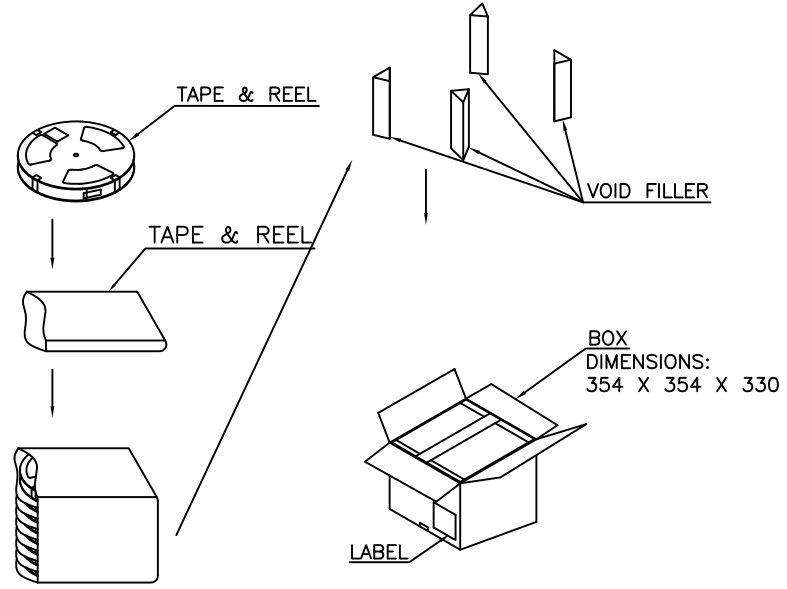 TAPE & REEL
VOID FILLER
TAPE & REEL
BOX
DIMENSIONS:
354 X 354 X 330
LABEL